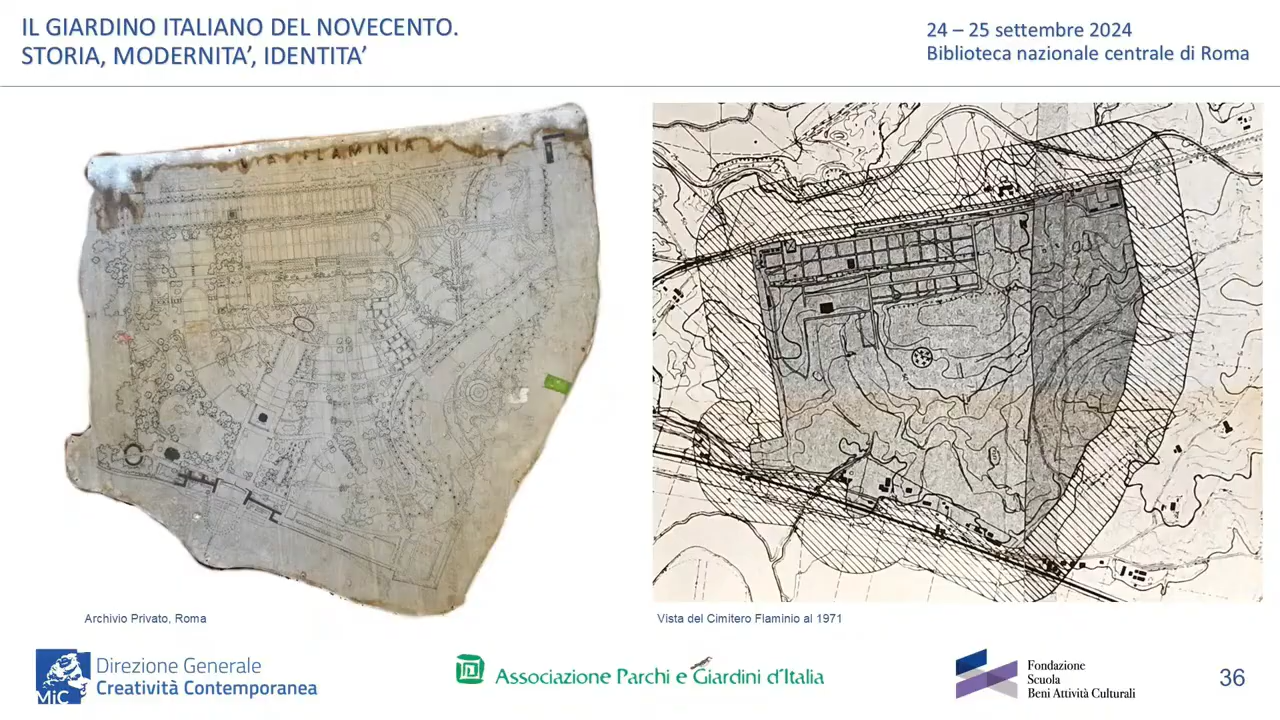 IL GIARDINO ITALIANO DEL NOVECENTO.
STORIA, MODERNITA’, IDENTITA’
24 – 25 settembre 2024
Biblioteca nazionale centrale di Roma
VIA FLAMINIA
Archivio Privato, Roma
Vista del Cimitero Flaminio al 1971
MiC
Direzione Generale
Creatività Contemporanea
Associazione Parchi e Giardini d’Italia
Fondazione
Scuola
Beni Attività Culturali
36